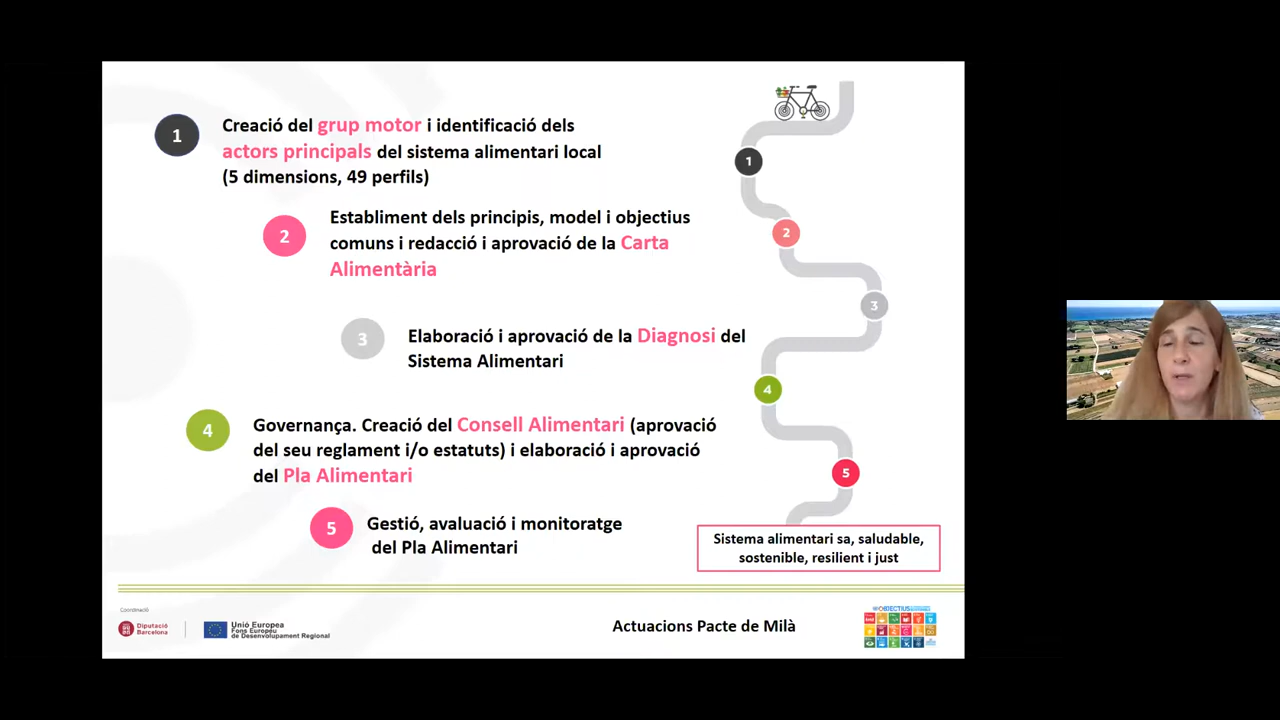 1
Creació del grup motor i identificació dels
actors principals del sistema alimentari local
(5 dimensions, 49 perfils)
2
Establiment dels principis, model i objectius
comuns i redacció i aprovació de la Carta
Alimentària
3
Elaboració i aprovació de la Diagnosi del
Sistema Alimentari
4
Governança. Creació del Consell Alimentari (aprovació
del seu reglament i/o estatuts) i elaboració i aprovació
del Pla Alimentari
5
Gestió, avaluació i monitoratge
del Pla Alimentari
1
2
3
4
5
Sistema alimentari sa, saludable,
sostenible, resilient i just
Coordinació
Diputació
Barcelona
Unió Europea
Fons Europeu
de Desenvolupament Regional
Actuacions Pacte de Milà
OBJECTIUS